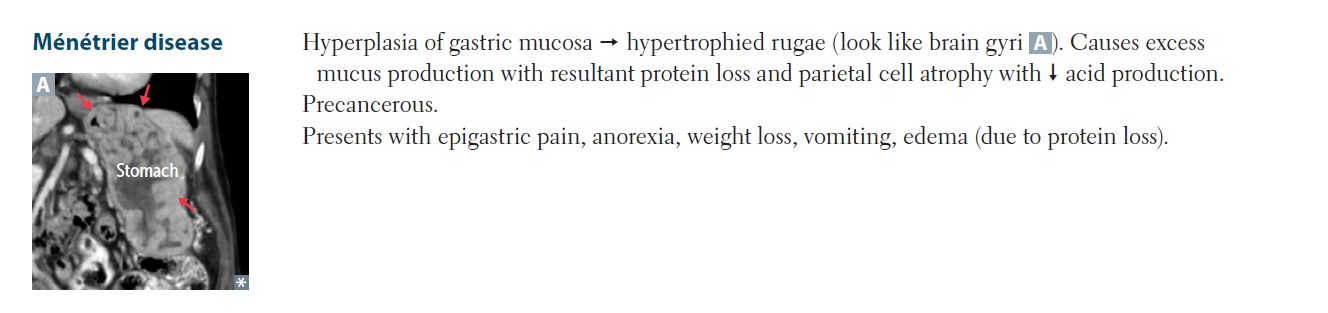 Ménétrier disease
Hyperplasia of gastric mucosa → hypertrophied rugae (look like brain gyri A). Causes excess
mucus production with resultant protein loss and parietal cell atrophy with ↓ acid production.
Precancerous.
Presents with epigastric pain, anorexia, weight loss, vomiting, edema (due to protein loss).
A
Stomach
*